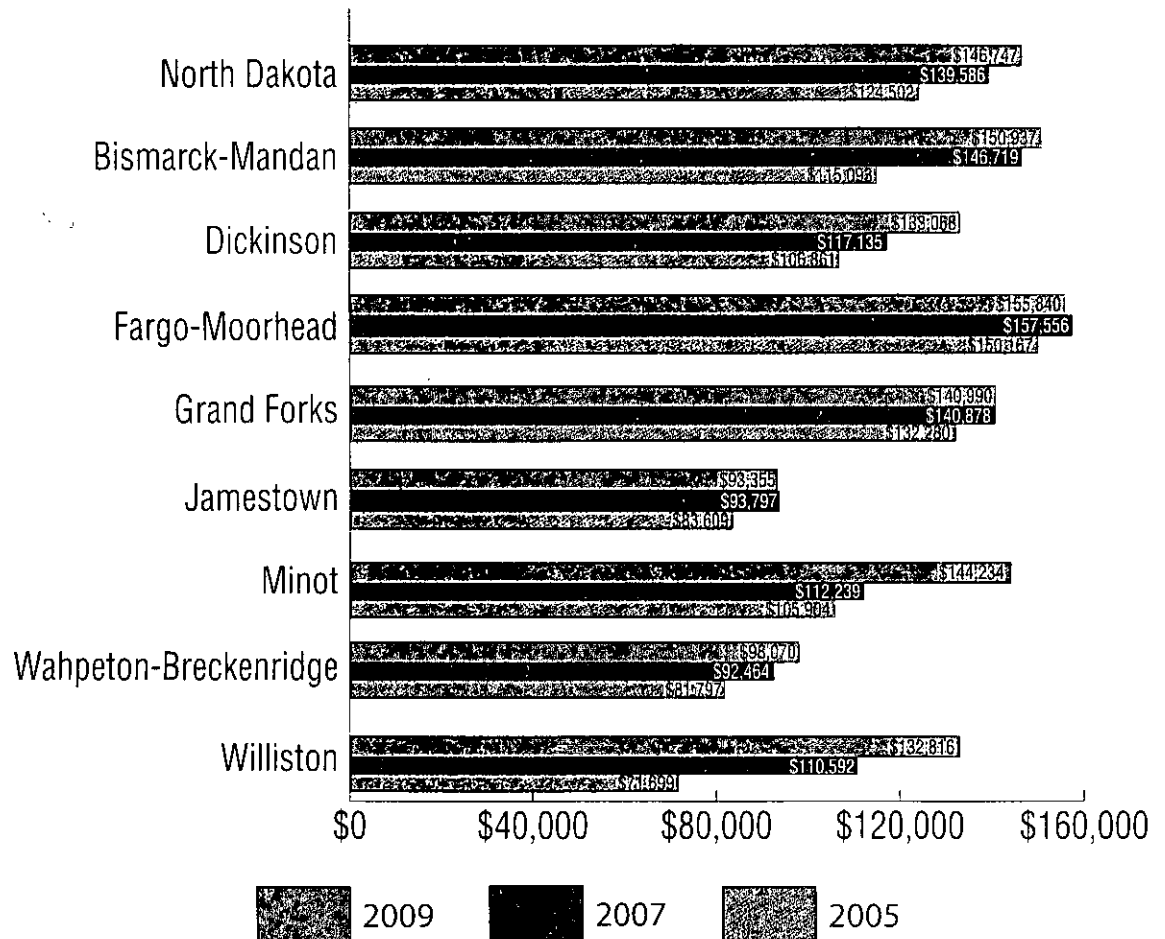 North Dakota
$146,747
$139,586
$124,502
Bismarck-Mandan
$150,937
$146,719
$115,098
Dickinson
$133,068
$117,135
$106,861
Fargo-Moorhead
$155,840
$157,556
$150,167
Grand Forks
$140,990
$140,878
$132,280
Jamestown
$93,355
$93,797
$83,609
Minot
$144,234
$112,239
$105,904
Wahpeton-Breckenridge
$98,070
$92,464
$81,797
Williston
$132,816
$110,592
$71,699
$0 $40,000 $80,000 $120,000 $160,000
2009 2007 2005